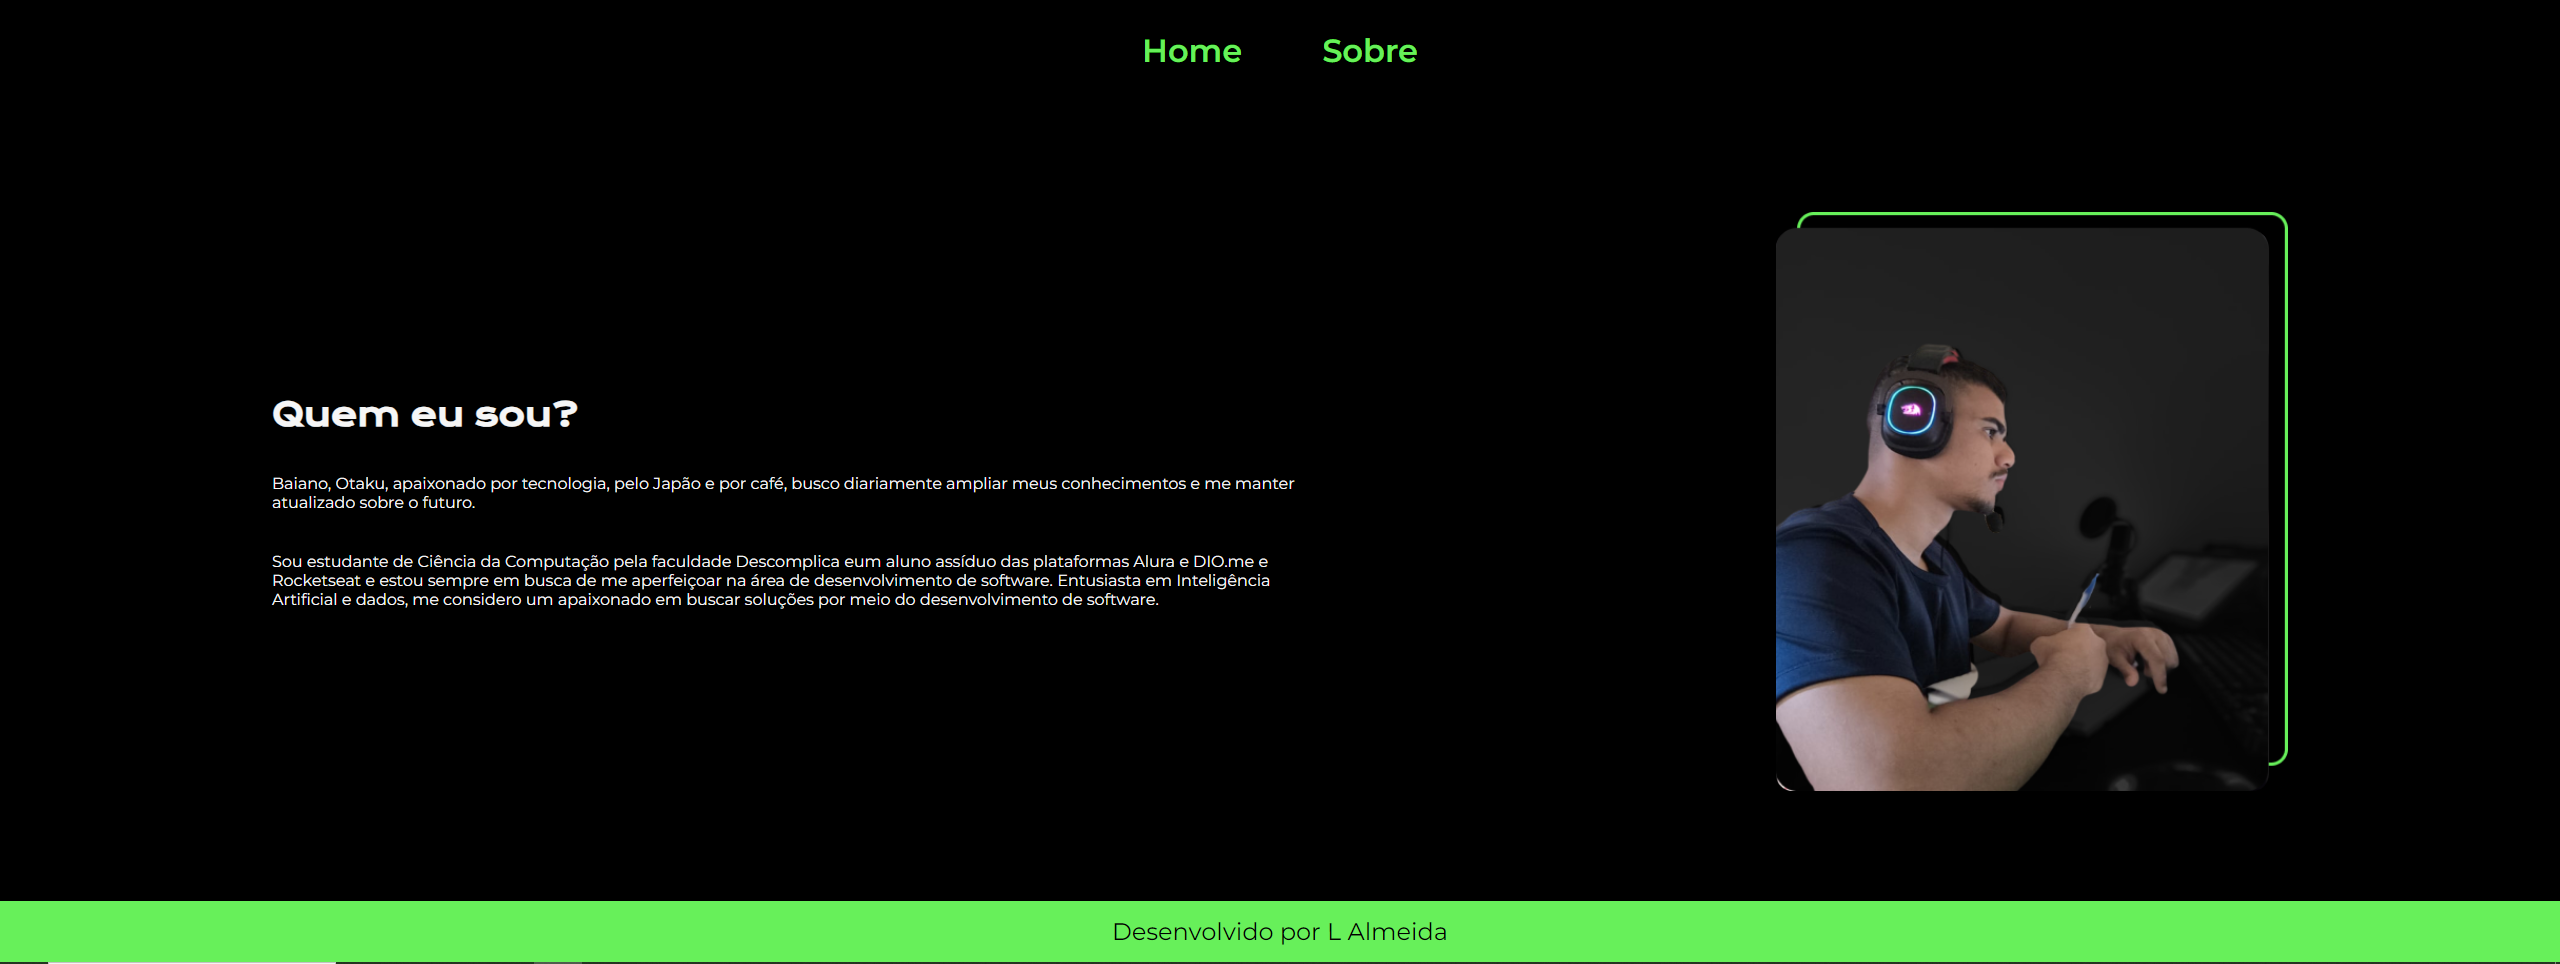 Home Sobre
Quem eu sou?
Baiano, Otaku, apaixonado por tecnologia, pelo Japão e por café, busco diariamente ampliar meus conhecimentos e me manter
atualizado sobre o futuro.
Sou estudante de Ciência da Computação pela faculdade Descomplica eum aluno assíduo das plataformas Alura e DIO.me e
Rocketseat e estou sempre em busca de me aperfeiçoar na área de desenvolvimento de software. Entusiasta em Inteligência
Artificial e dados, me considero um apaixonado em buscar soluções por meio do desenvolvimento de software.
Desenvolvido por L Almeida